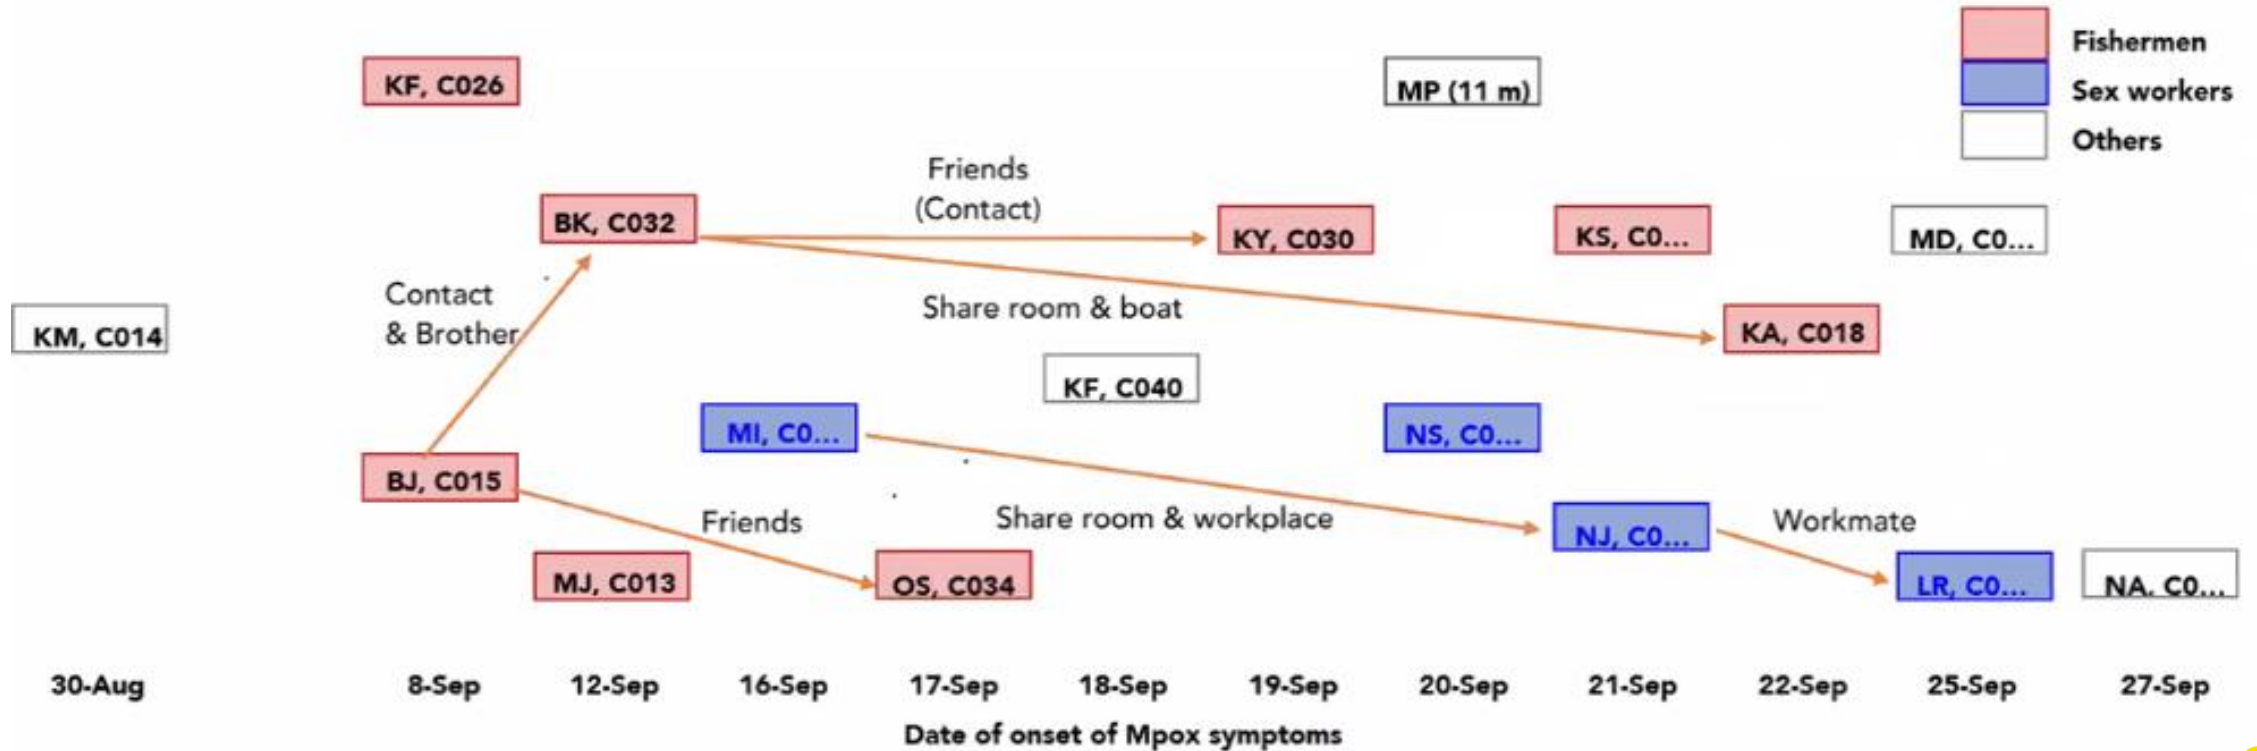 Fishermen
Sex workers
Others
KF, C026
MP (11 m)
Friends
(Contact)
BK, C032
KY, C030
KS, C0...
MD, C0...
Contact
& Brother
Share room & boat
KM, C014
KA, C018
KF, C040
MI, C0...
NS, C0...
BJ, C015
Friends
Share room & workplace
NJ, C0...
Workmate
MJ, C013
OS, C034
LR, C0...
NA, C0...
30-Aug 8-Sep 12-Sep 16-Sep 17-Sep 18-Sep 19-Sep 20-Sep 21-Sep 22-Sep 25-Sep 27-Sep
Date of onset of Mpox symptoms